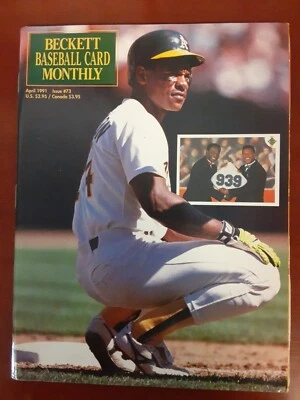 BECKETT
BASEBALL CARD
MONTHLY
April 1991 Issue #73
U.S. $2.95 / Canada $3.95
A
939